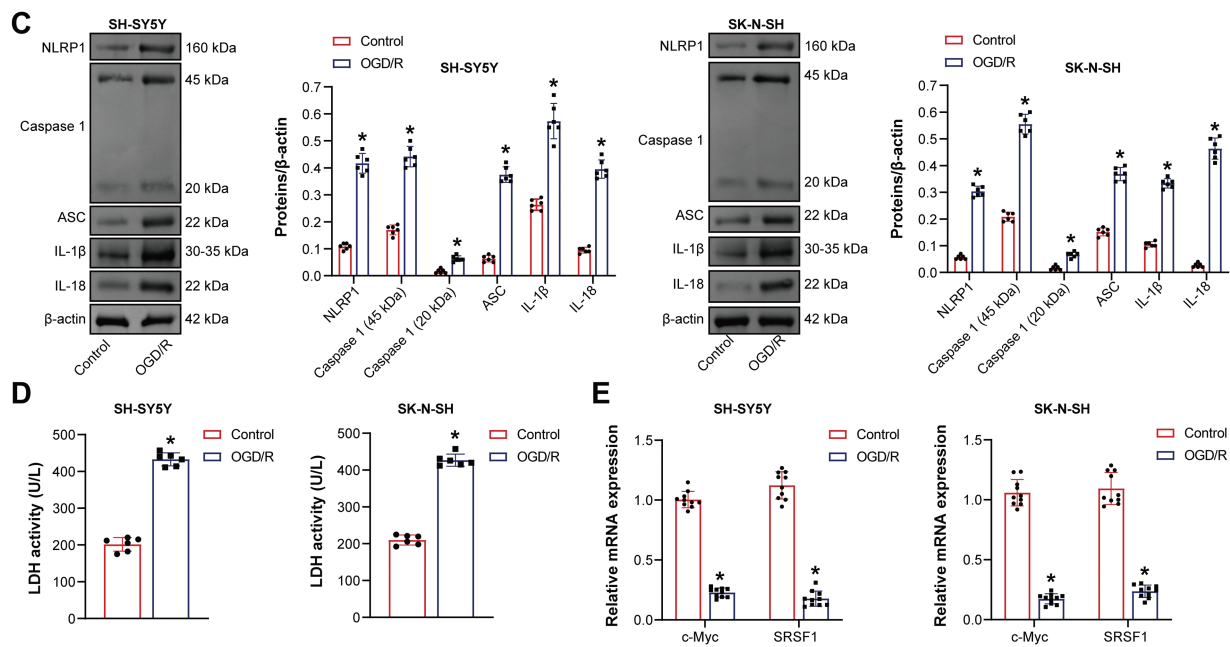 C
SH-SY5Y
NLRP1
160 kDa
45 kDa
Caspase 1
20 kDa
ASC
22 kDa
IL-1β
30-35 kDa
IL-18
22 kDa
β-actin
42 kDa
Control
OGD/R
Control
OGD/R
SH-SY5Y
Proteins/β-actin
0.7
0.6
0.5
0.4
0.3
0.2
0.1
0.0
*
*
*
*
*
*
NLRP1
Caspase 1 (45 kDa)
Caspase 1 (20 kDa)
ASC
IL-1β
IL-18
SK-N-SH
NLRP1
160 kDa
45 kDa
Caspase 1
20 kDa
ASC
22 kDa
IL-1β
30-35 kDa
IL-18
22 kDa
β-actin
42 kDa
Control
OGD/R
Control
OGD/R
SK-N-SH
Proteins/β-actin
0.7
0.6
0.5
0.4
0.3
0.2
0.1
0.0
*
*
*
*
*
*
NLRP1
Caspase 1 (45 kDa)
Caspase 1 (20 kDa)
ASC
IL-1β
IL-18
D
SH-SY5Y
Control
OGD/R
LDH activity (U/L)
500
400
300
200
100
0
*
SK-N-SH
Control
OGD/R
LDH activity (U/L)
500
400
300
200
100
0
*
E
SH-SY5Y
Control
OGD/R
Relative mRNA expression
1.5
1.0
0.5
0.0
*
*
c-Myc
SRSF1
SK-N-SH
Control
OGD/R
Relative mRNA expression
1.5
1.0
0.5
0.0
*
*
c-Myc
SRSF1